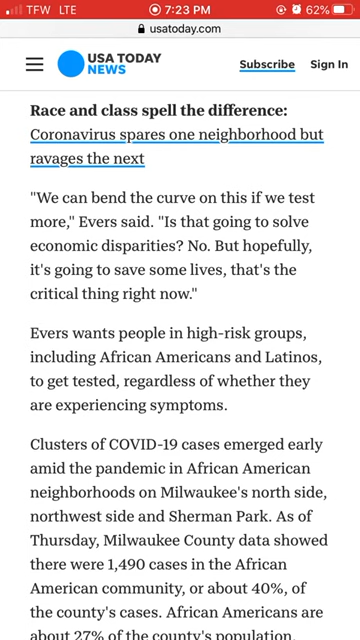 TFW LTE 7:23 PM 62%
usatoday.com
USA TODAY
NEWS
Subscribe Sign In
Race and class spell the difference:
Coronavirus spares one neighborhood but
ravages the next
"We can bend the curve on this if we test
more," Evers said. "Is that going to solve
economic disparities? No. But hopefully,
it's going to save some lives, that's the
critical thing right now."
Evers wants people in high-risk groups,
including African Americans and Latinos,
to get tested, regardless of whether they
are experiencing symptoms.
Clusters of COVID-19 cases emerged early
amid the pandemic in African American
neighborhoods on Milwaukee's north side,
northwest side and Sherman Park. As of
Thursday, Milwaukee County data showed
there were 1,490 cases in the African
American community, or about 40%, of
the county's cases. African Americans are
about 27% of the county's population.